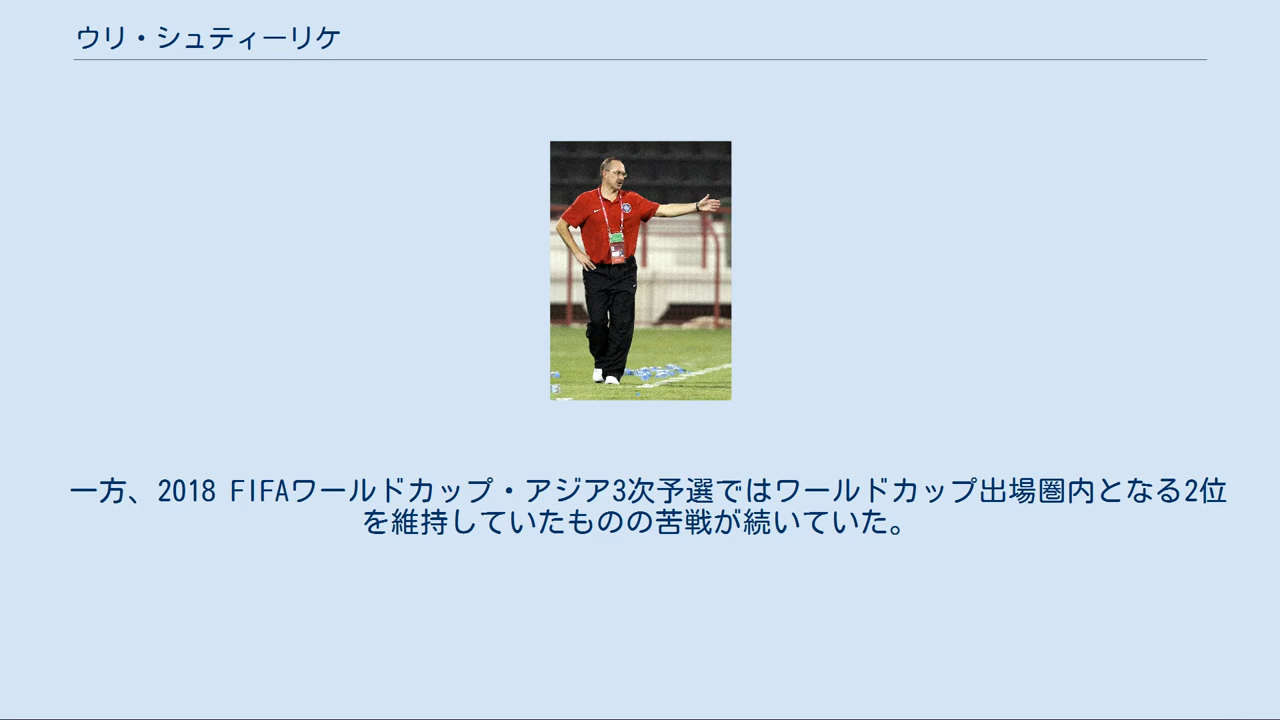 ウリ・シュティーリケ
一方、2018 FIFAワールドカップ・アジア3次予選ではワールドカップ出場圏内となる2位
を維持していたものの苦戦が続いていた。